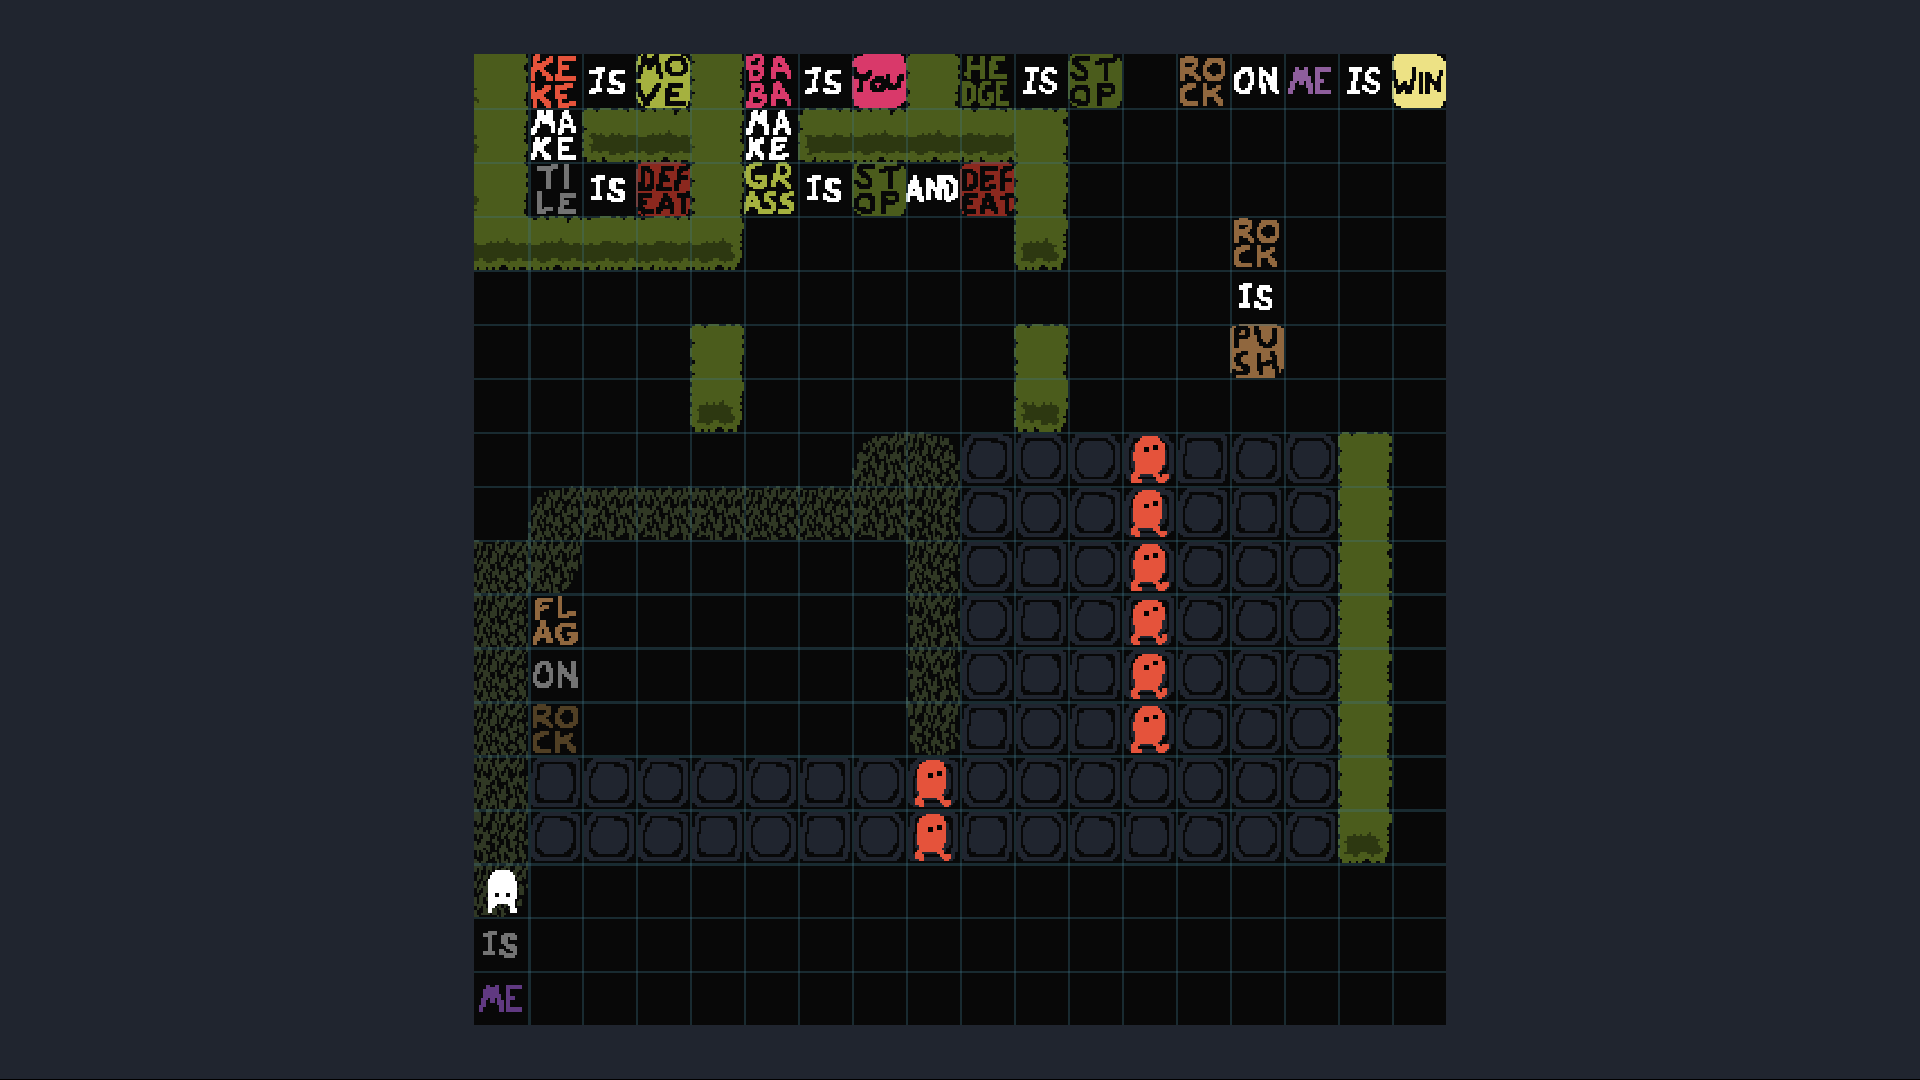 KEKE IS MOVE BABA IS YOU HEDGE IS STOP ROCK ON ME IS WIN
MAKE MAKE
TILE IS DEFEAT GRASS IS STOP AND DEFEAT
ROCK
IS
PUSH
FLAG
ON
ROCK
IS
ME